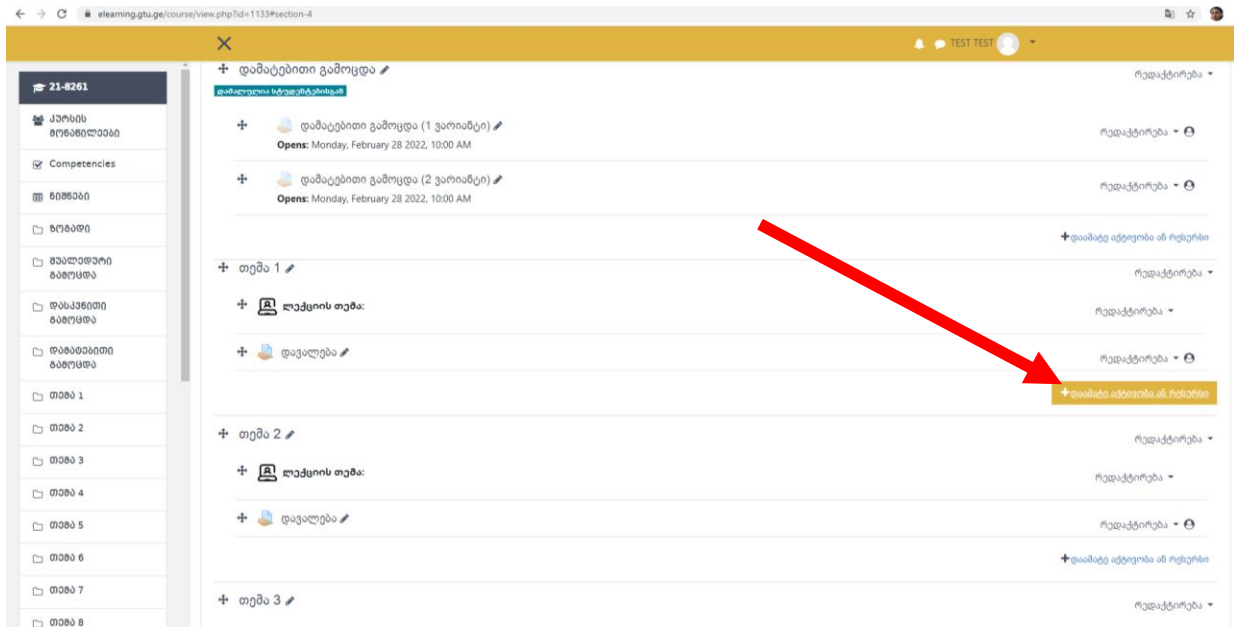 elearning.gtu.ge/course/view.php?id=1133#section-4
TEST TEST
21-8261
კურსის
მონაწილეები
Competencies
ნიშნები
ზოგადი
შუალედური
გამოცდა
დასკვნითი
გამოცდა
დამატებითი
გამოცდა
თემა 1
თემა 2
თემა 3
თემა 4
თემა 5
თემა 6
თემა 7
თემა 8
დამატებითი გამოცდა
რედაქტირება
დამალულია სტუდენტებისგან
დამატებითი გამოცდა (1 ვარიანტი)
რედაქტირება
Opens: Monday, February 28 2022, 10:00 AM
დამატებითი გამოცდა (2 ვარიანტი)
რედაქტირება
Opens: Monday, February 28 2022, 10:00 AM
+დაამატე აქტივობა ან რესურსი
თემა 1
რედაქტირება
ლექციის თემა:
რედაქტირება
დავალება
რედაქტირება
+დაამატე აქტივობა ან რესურსი
თემა 2
რედაქტირება
ლექციის თემა:
რედაქტირება
დავალება
რედაქტირება
+დაამატე აქტივობა ან რესურსი
თემა 3
რედაქტირება